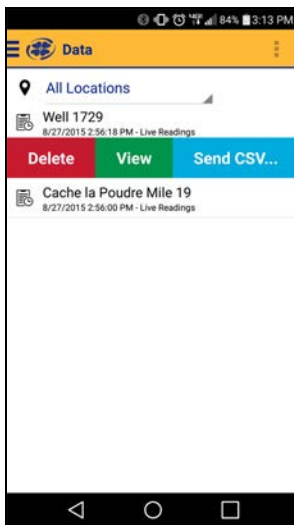 84% 3:13 PM
Data
All Locations
Well 1729
8/27/2015 2:56:18 PM - Live Readings
Delete View Send CSV...
Cache la Poudre Mile 19
8/27/2015 2:56:00 PM - Live Readings